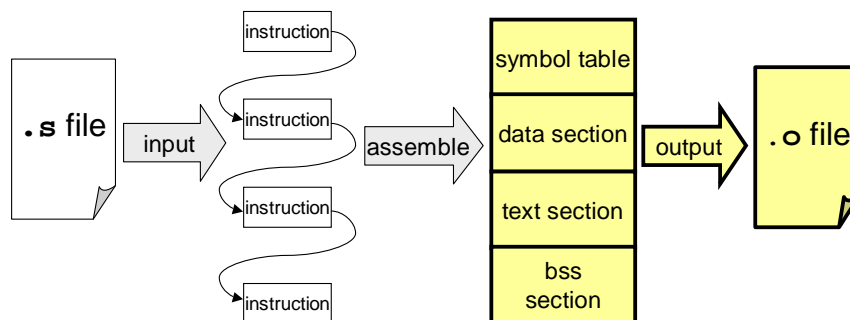 .s file
input
instruction
instruction
instruction
instruction
assemble
symbol table
data section
text section
bss
section
output
.o file